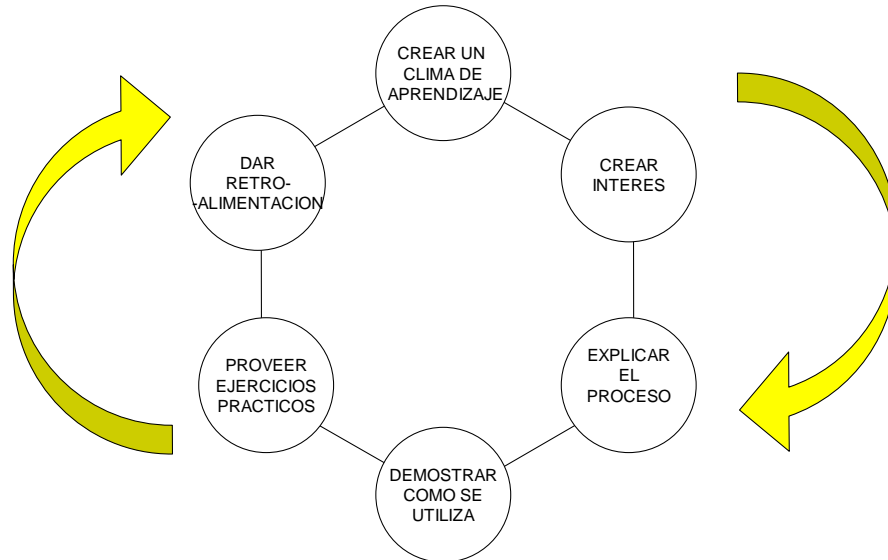 CREAR UN
CLIMA DE
APRENDIZAJE
CREAR
INTERES
EXPLICAR
EL
PROCESO
DEMOSTRAR
COMO SE
UTILIZA
PROVEER
EJERCICIOS
PRACTICOS
DAR
RETRO-
-ALIMENTACION